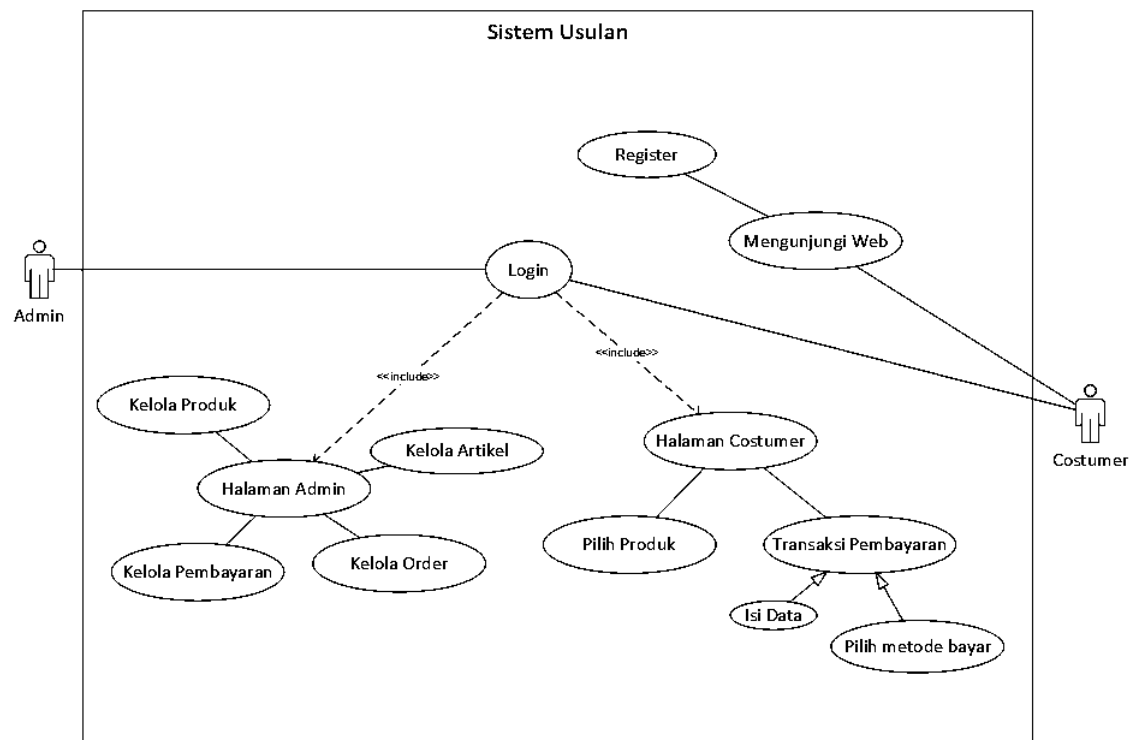 Sistem Usulan
Register
Mengunjungi Web
Login
Admin
<<include>>
<<include>>
Kelola Produk
Kelola Artikel
Halaman Costumer
Costumer
Halaman Admin
Pilih Produk
Transaksi Pembayaran
Kelola Pembayaran
Kelola Order
Isi Data
Pilih metode bayar